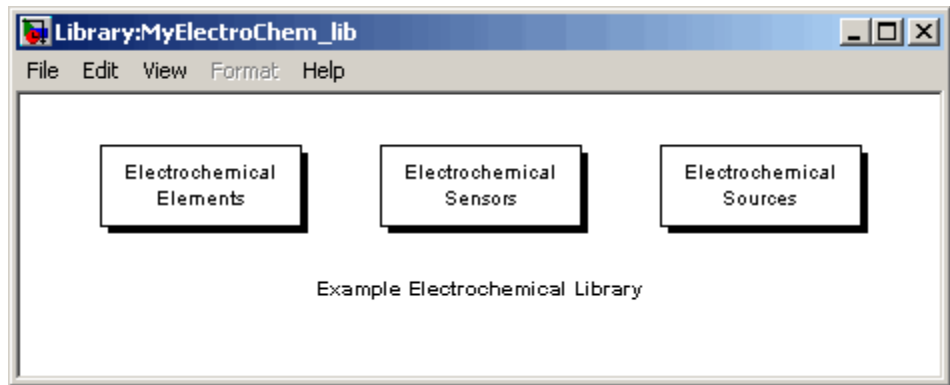 Library:MyElectroChem_lib
File Edit View Format Help
Electrochemical Elements
Electrochemical Sensors
Electrochemical Sources
Example Electrochemical Library